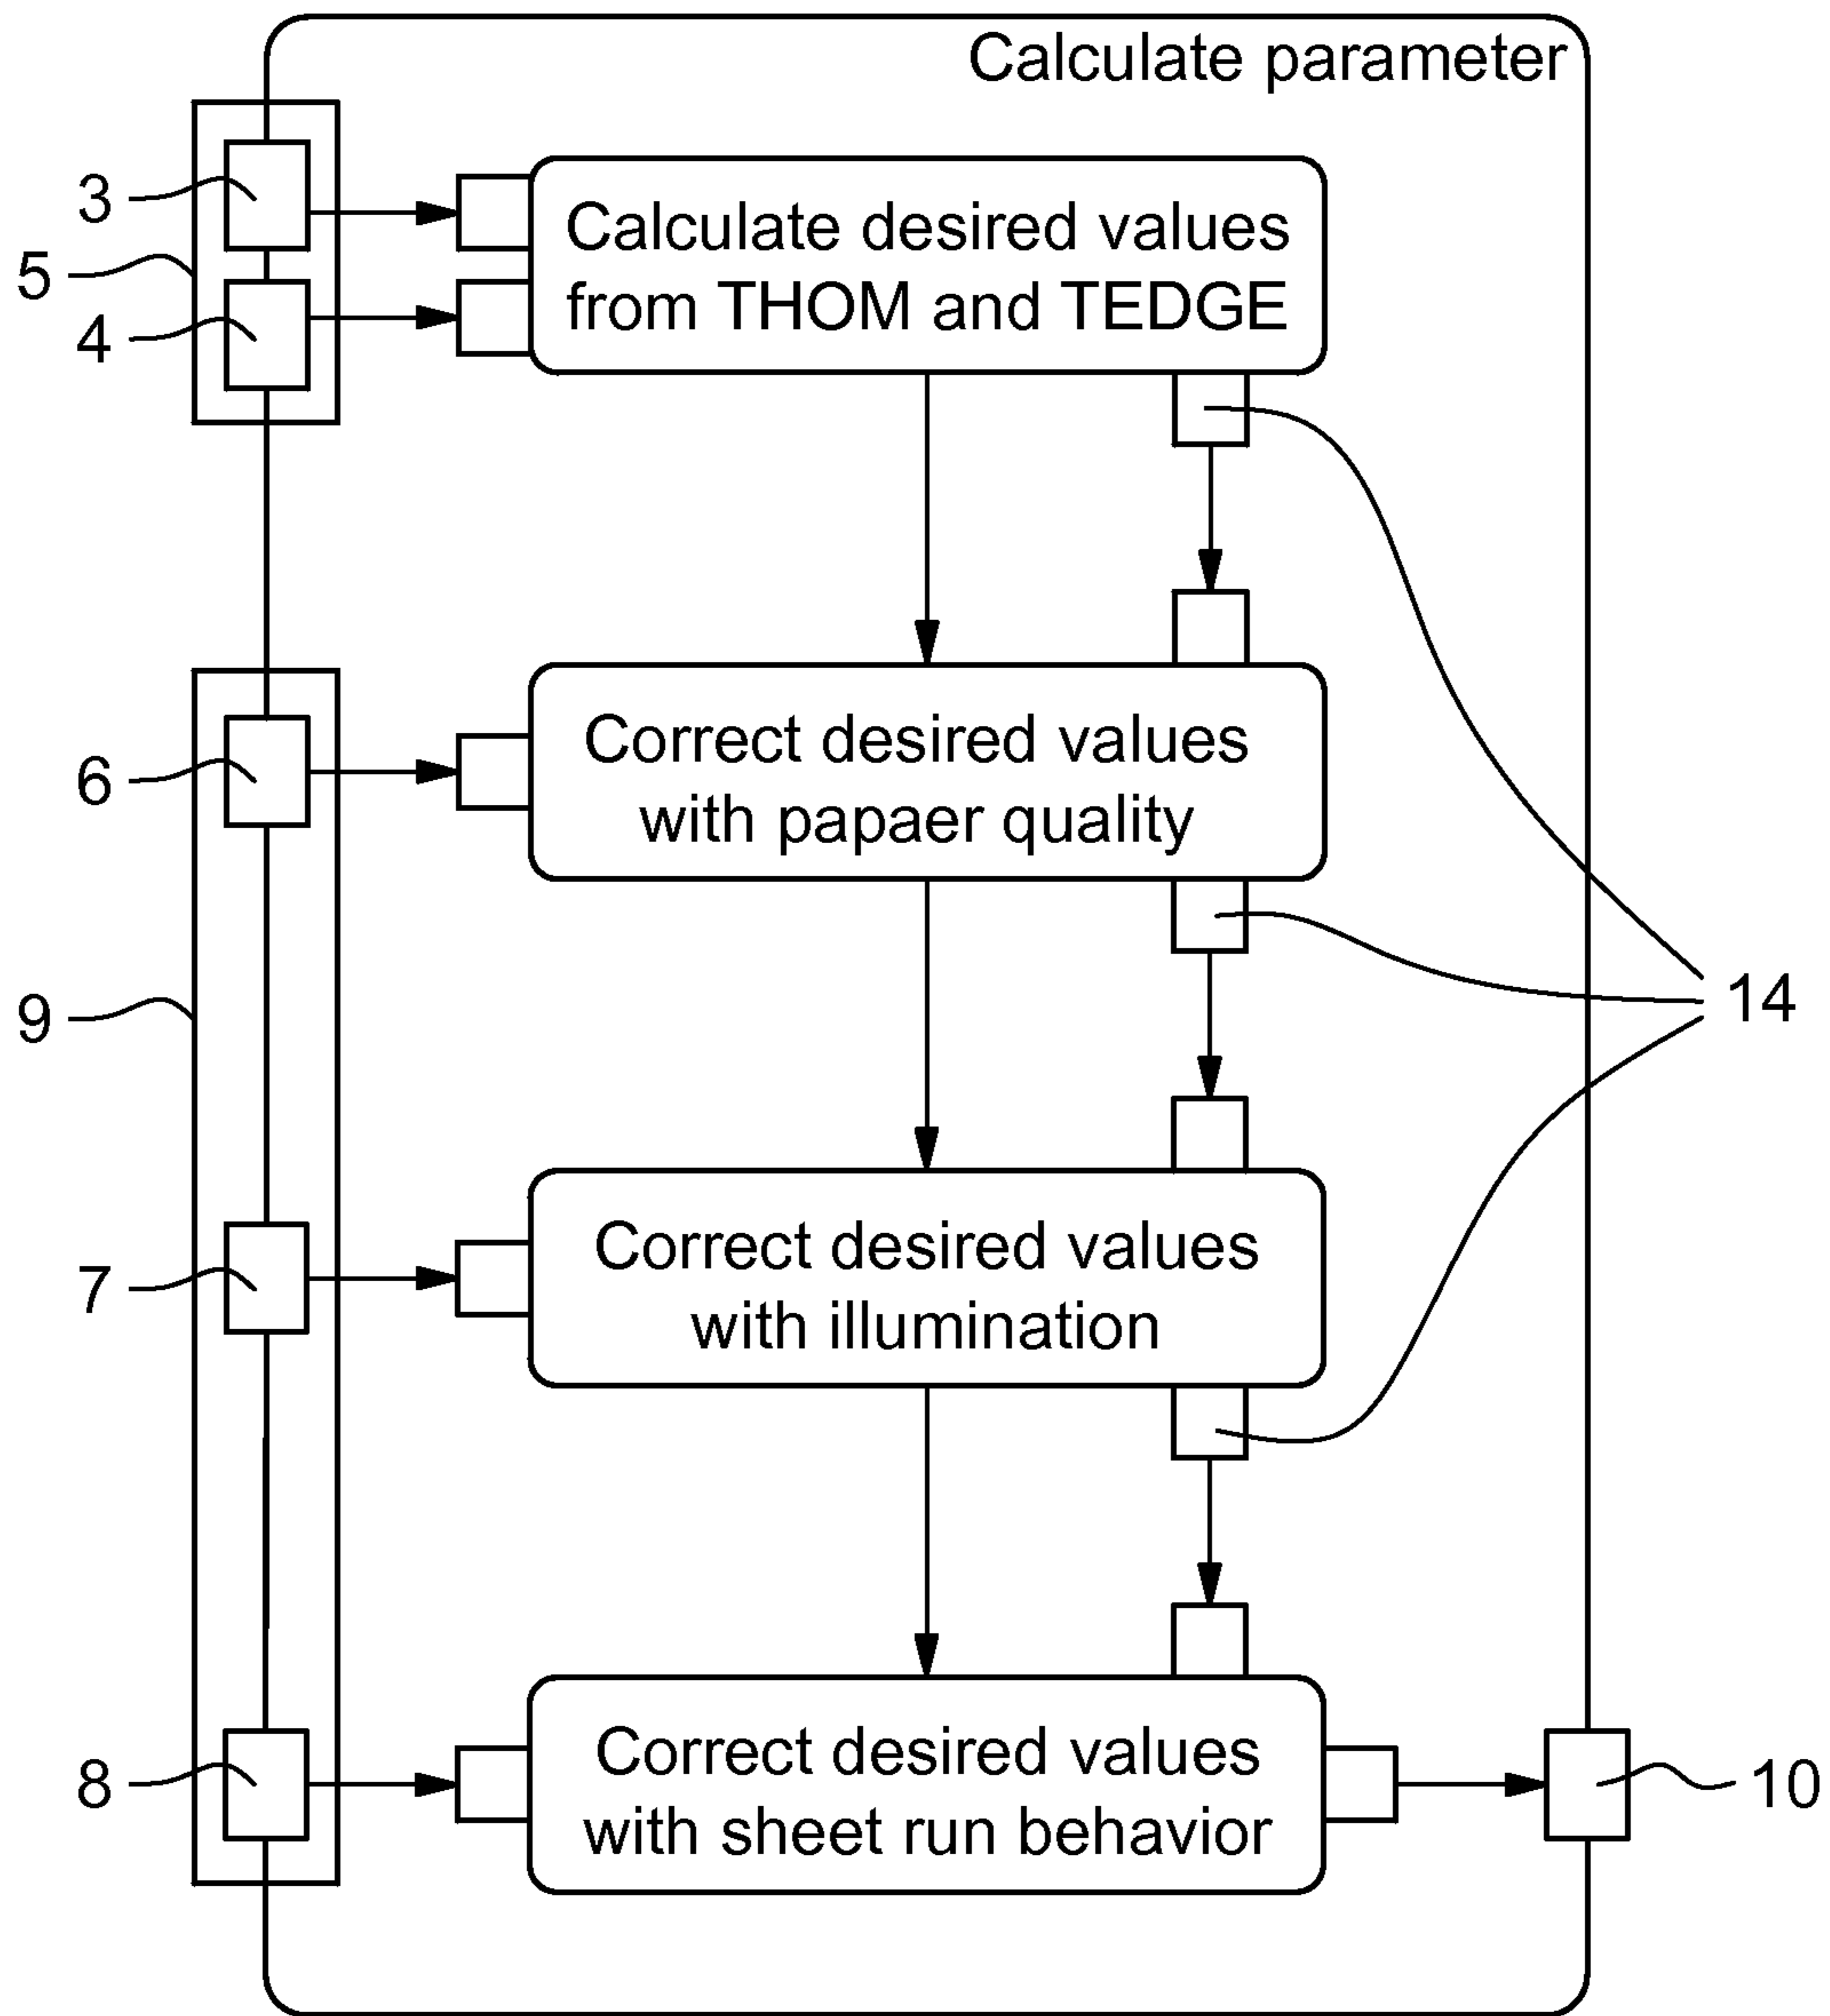 Calculate parameter
3
Calculate desired values
from THOM and TEDGE
5
4
Correct desired values
with papaer quality
6
9
14
Correct desired values
with illumination
7
Correct desired values
with sheet run behavior
8
10